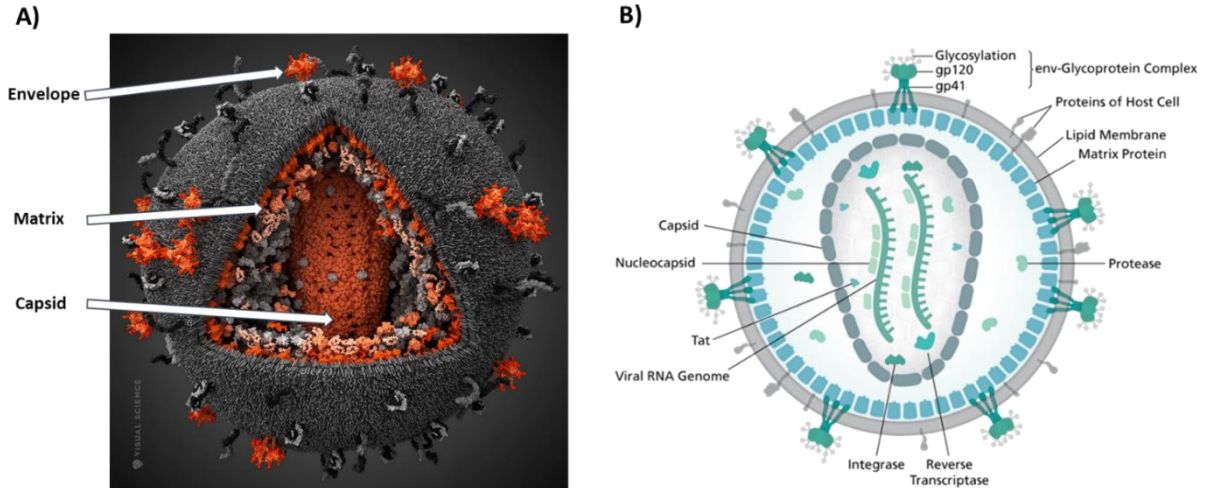 A)
Envelope
Matrix
Capsid
VISUAL SCIENCE
B)
Glycosylation
gp120
gp41
env-Glycoprotein Complex
Proteins of Host Cell
Lipid Membrane
Matrix Protein
Capsid
Nucleocapsid
Protease
Tat
Viral RNA Genome
Integrase
Reverse
Transcriptase